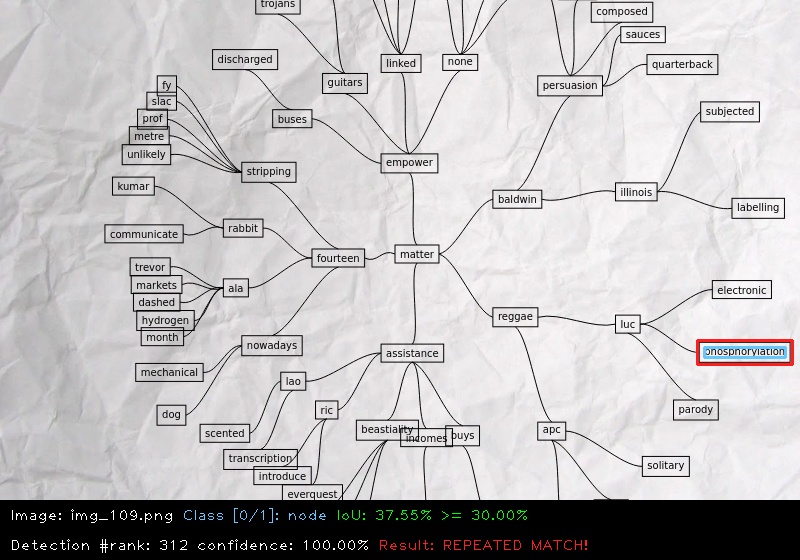 trojans
composed
sauces
linked
none
discharged
quarterback
guitars
persuasion
fy
slac
subjected
prof
buses
metre
unlikely
empower
stripping
kumar
illinois
baldwin
labelling
rabbit
communicate
matter
fourteen
trevor
markets
ala
electronic
dashed
reggae
hydrogen
luc
month
nowadays
assistance
phosphorylation
mechanical
lao
ric
parody
dog
beastiality
apc
scented
incomes
buys
transcription
solitary
introduce
everquest
Image: img_109.png Class [0/1]: node IoU: 37.55% >= 30.00%
Detection #rank: 312 confidence: 100.00% Result: REPEATED MATCH!